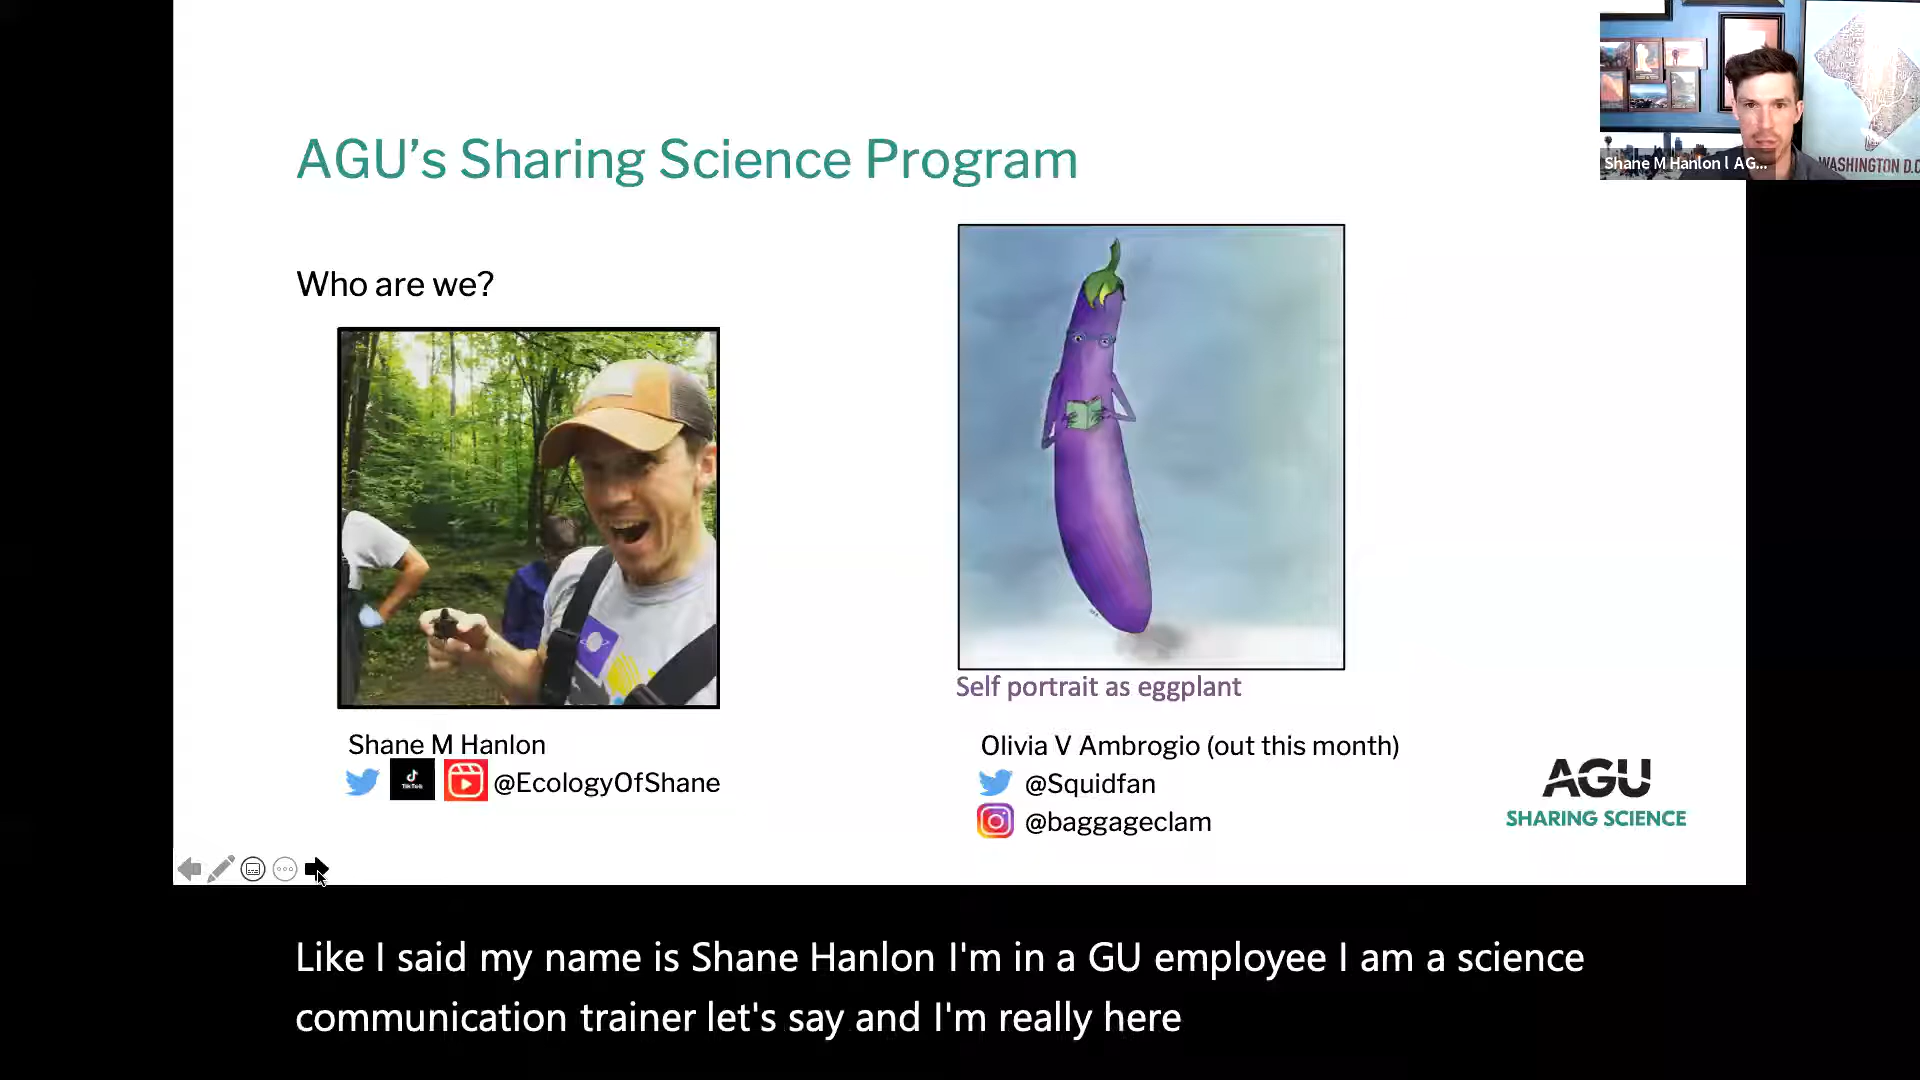 AGU’s Sharing Science Program
Shane M Hanlon l AG...
WASHINGTON D.C
Who are we?
Self portrait as eggplant
Shane M Hanlon
@EcologyOfShane
Olivia V Ambrogio (out this month)
@Squidfan
@baggageclam
AGU
SHARING SCIENCE
Like I said my name is Shane Hanlon I'm in a GU employee I am a science
communication trainer let's say and I'm really here